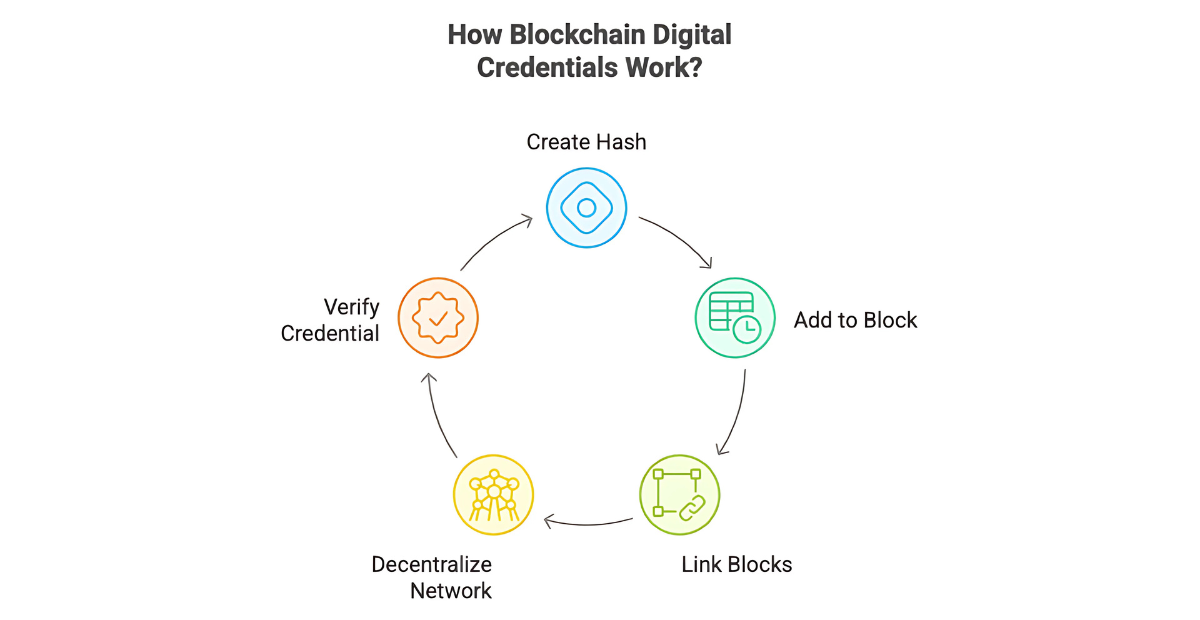 How Blockchain Digital
Credentials Work?
Create Hash
Add to Block
Link Blocks
Decentralize
Network
Verify
Credential